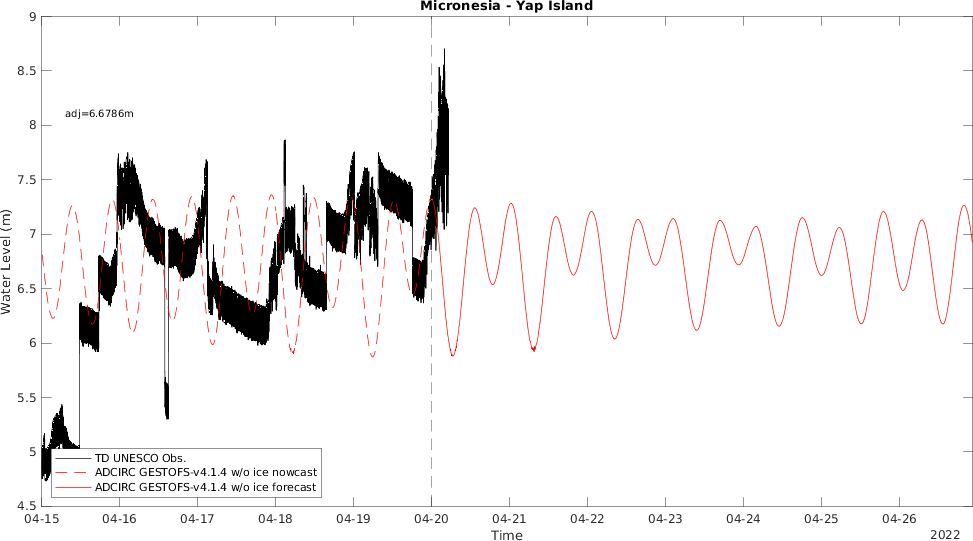 Micronesia - Yap Island
9
8.5
8
7.5
7
6.5
6
5.5
5
4.5
Water Level (m)
adj=6.6786m
TD UNESCO Obs.
ADCIRC GESTOFS-v4.1.4 w/o ice nowcast
ADCIRC GESTOFS-v4.1.4 w/o ice forecast
04-15 04-16 04-17 04-18 04-19 04-20 04-21 04-22 04-23 04-24 04-25 04-26
Time
2022